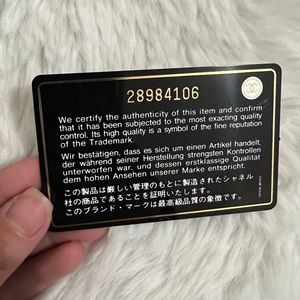 28984106
We certify the authenticity of this item and confirm
that it has been subjected to the most exacting quality
control. Its high quality is a symbol of the fine reputation
of the Trademark.
Wir bestätigen, dass es sich um einen Artikel handelt,
der während seiner Herstellung strengsten Kontrollen
unterworfen war, und dessen erstklassige Qualität
dem hohen Ansehen unserer Marke entspricht.
この製品は厳しい管理のもとに製造されたシャネル
社の商品であることを証明致します。
このブランド・マークは最高級品質の象徴です。